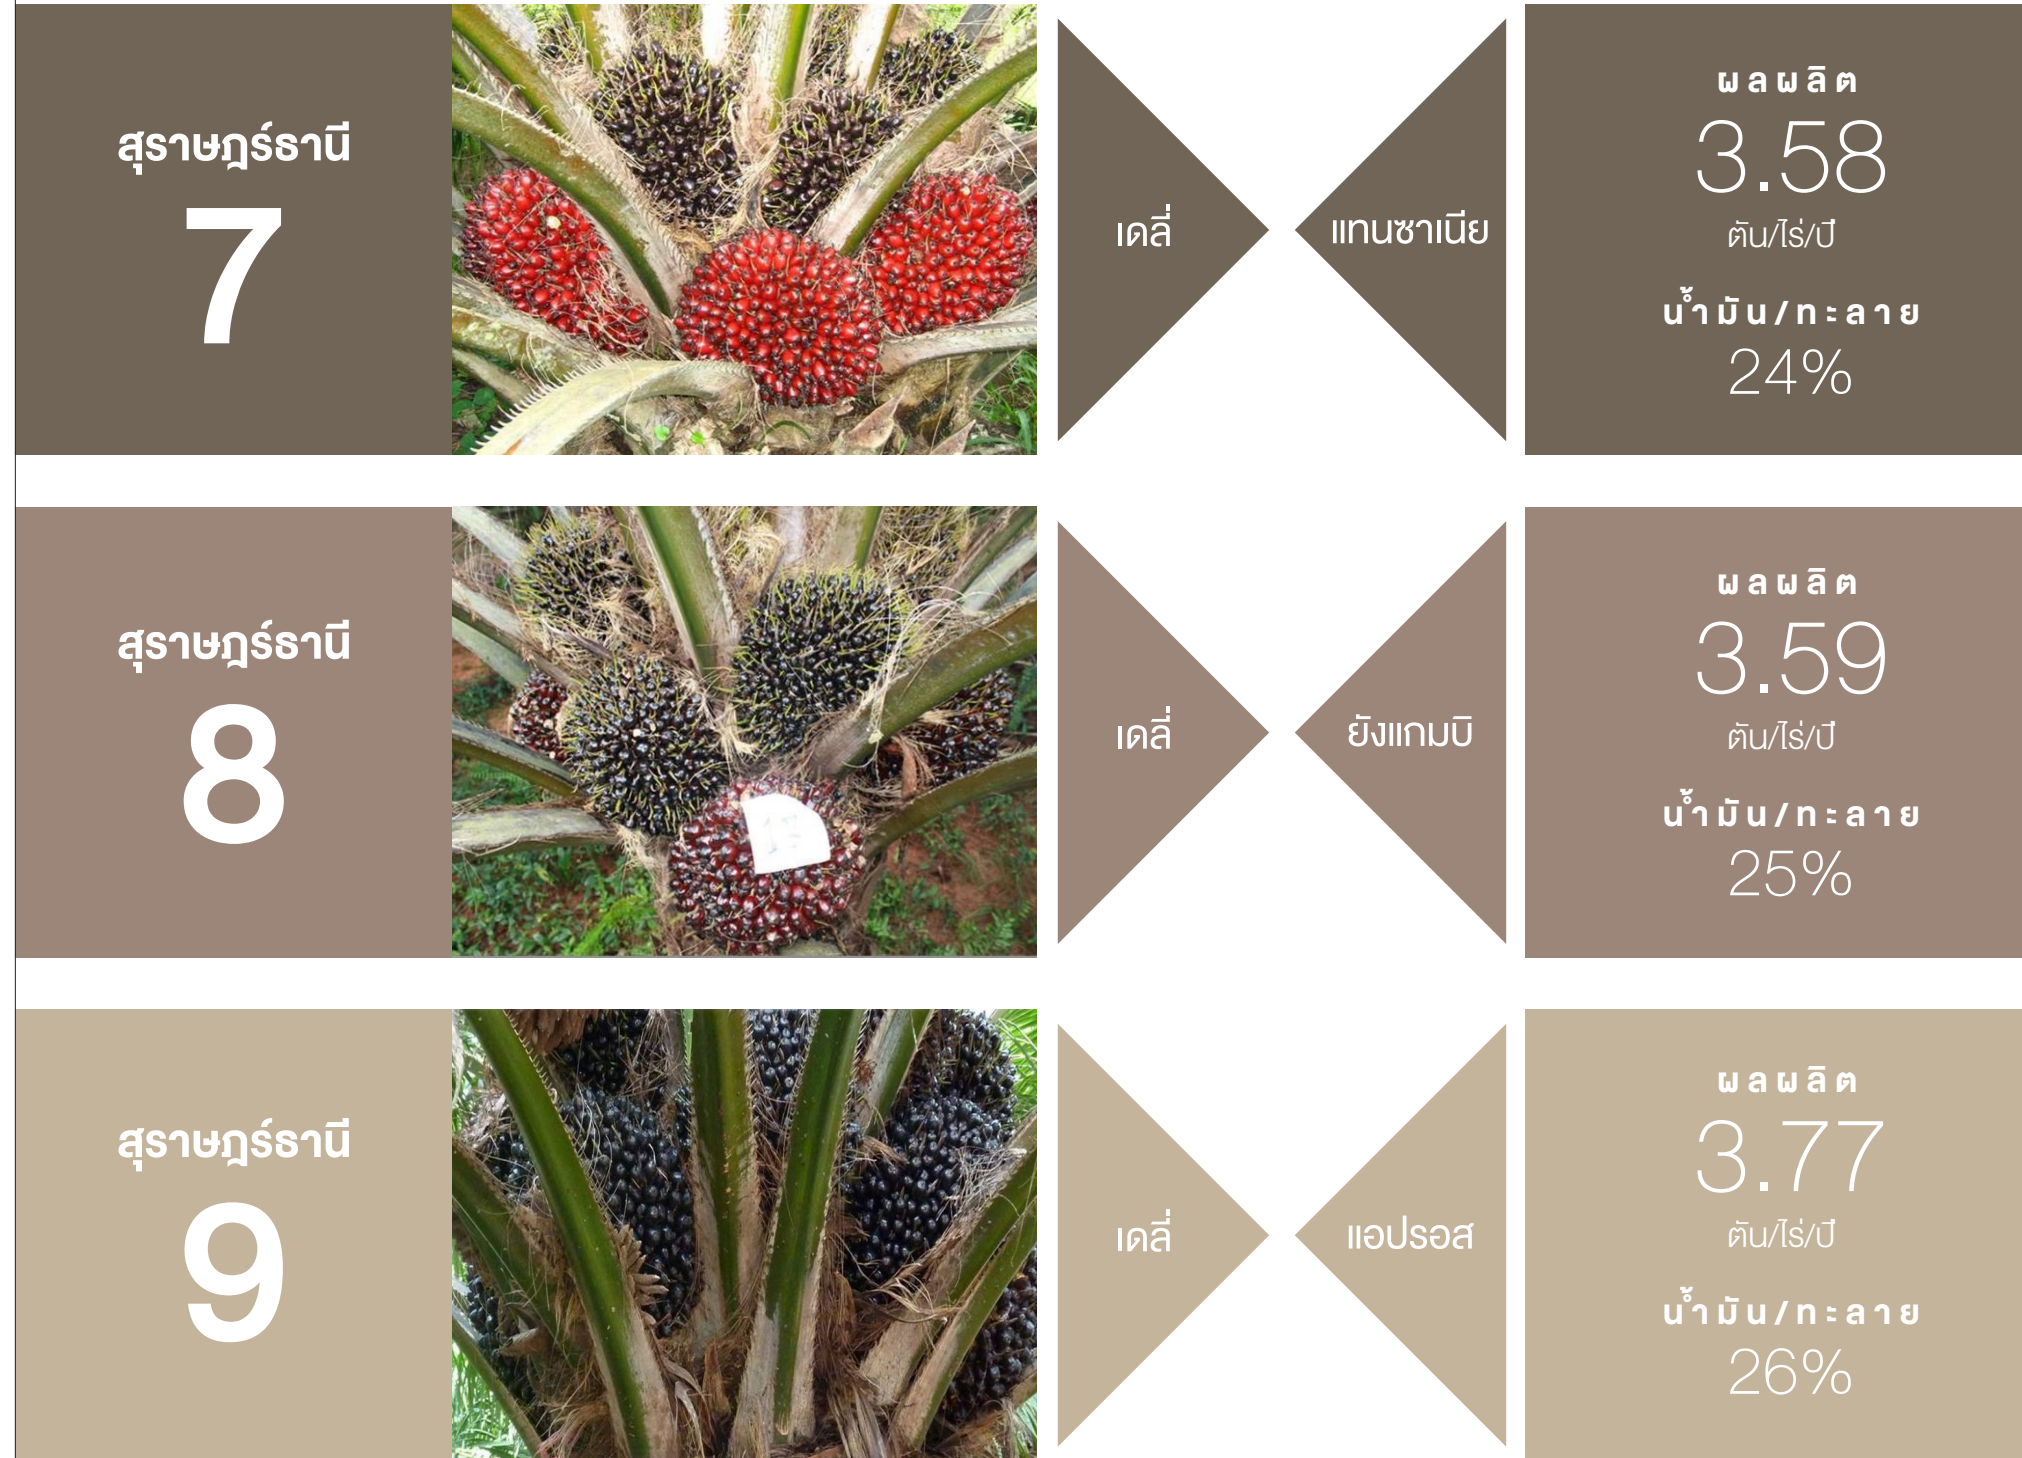 สุราษฎร์ธานี
7
เดลี่
แทนซาเนีย
ผลผลิต
3.58
ตัน/ไร่/ปี
น้ำมัน/ทะลาย
24%
สุราษฎร์ธานี
8
เดลี่
ยังแกมบิ
ผลผลิต
3.59
ตัน/ไร่/ปี
น้ำมัน/ทะลาย
25%
สุราษฎร์ธานี
9
เดลี่
แอปรอส
ผลผลิต
3.77
ตัน/ไร่/ปี
น้ำมัน/ทะลาย
26%